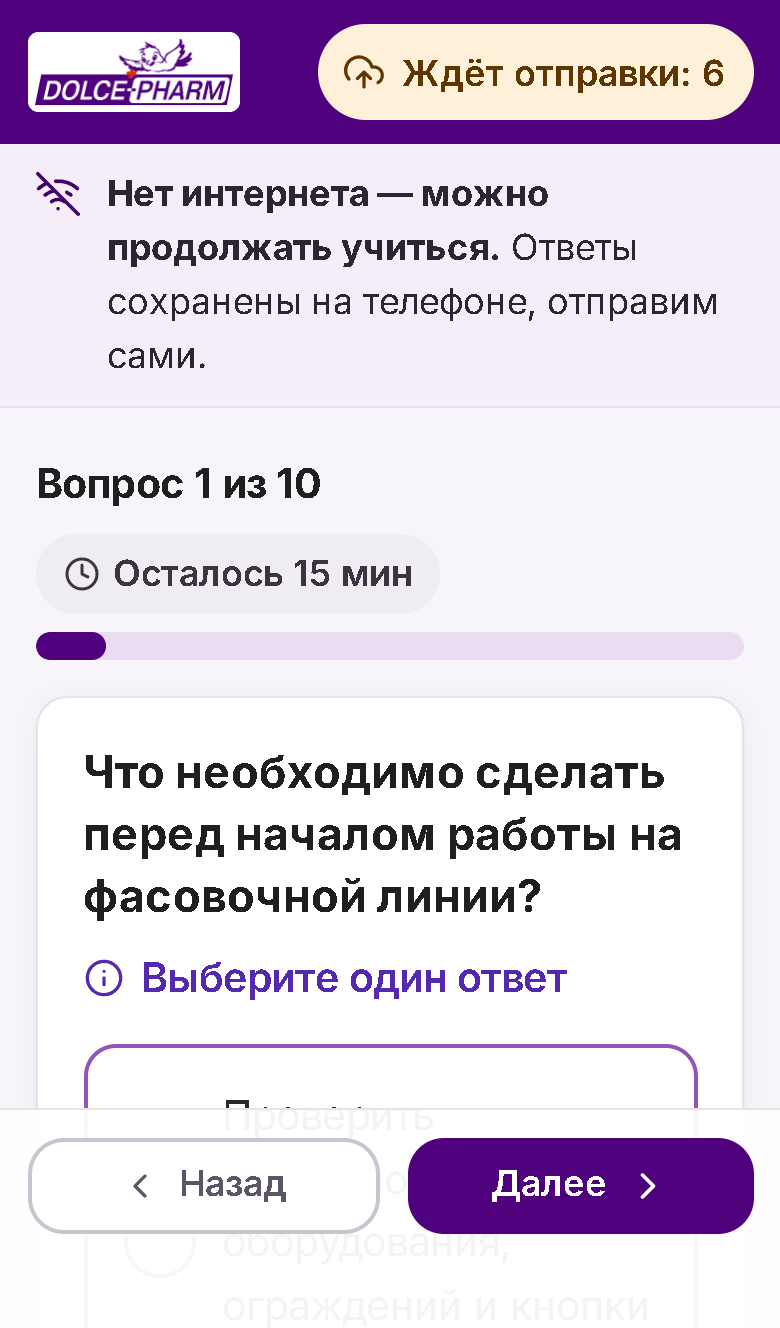 DOLCE-PHARM
Ждёт отправки: 6
Нет интернета — можно
продолжать учиться. Ответы
сохранены на телефоне, отправим
сами.
Вопрос 1 из 10
Осталось 15 мин
Что необходимо сделать
перед началом работы на
фасовочной линии?
Выберите один ответ
Проверить
Назад
Далее
оборудования,
ограждений и кнопки